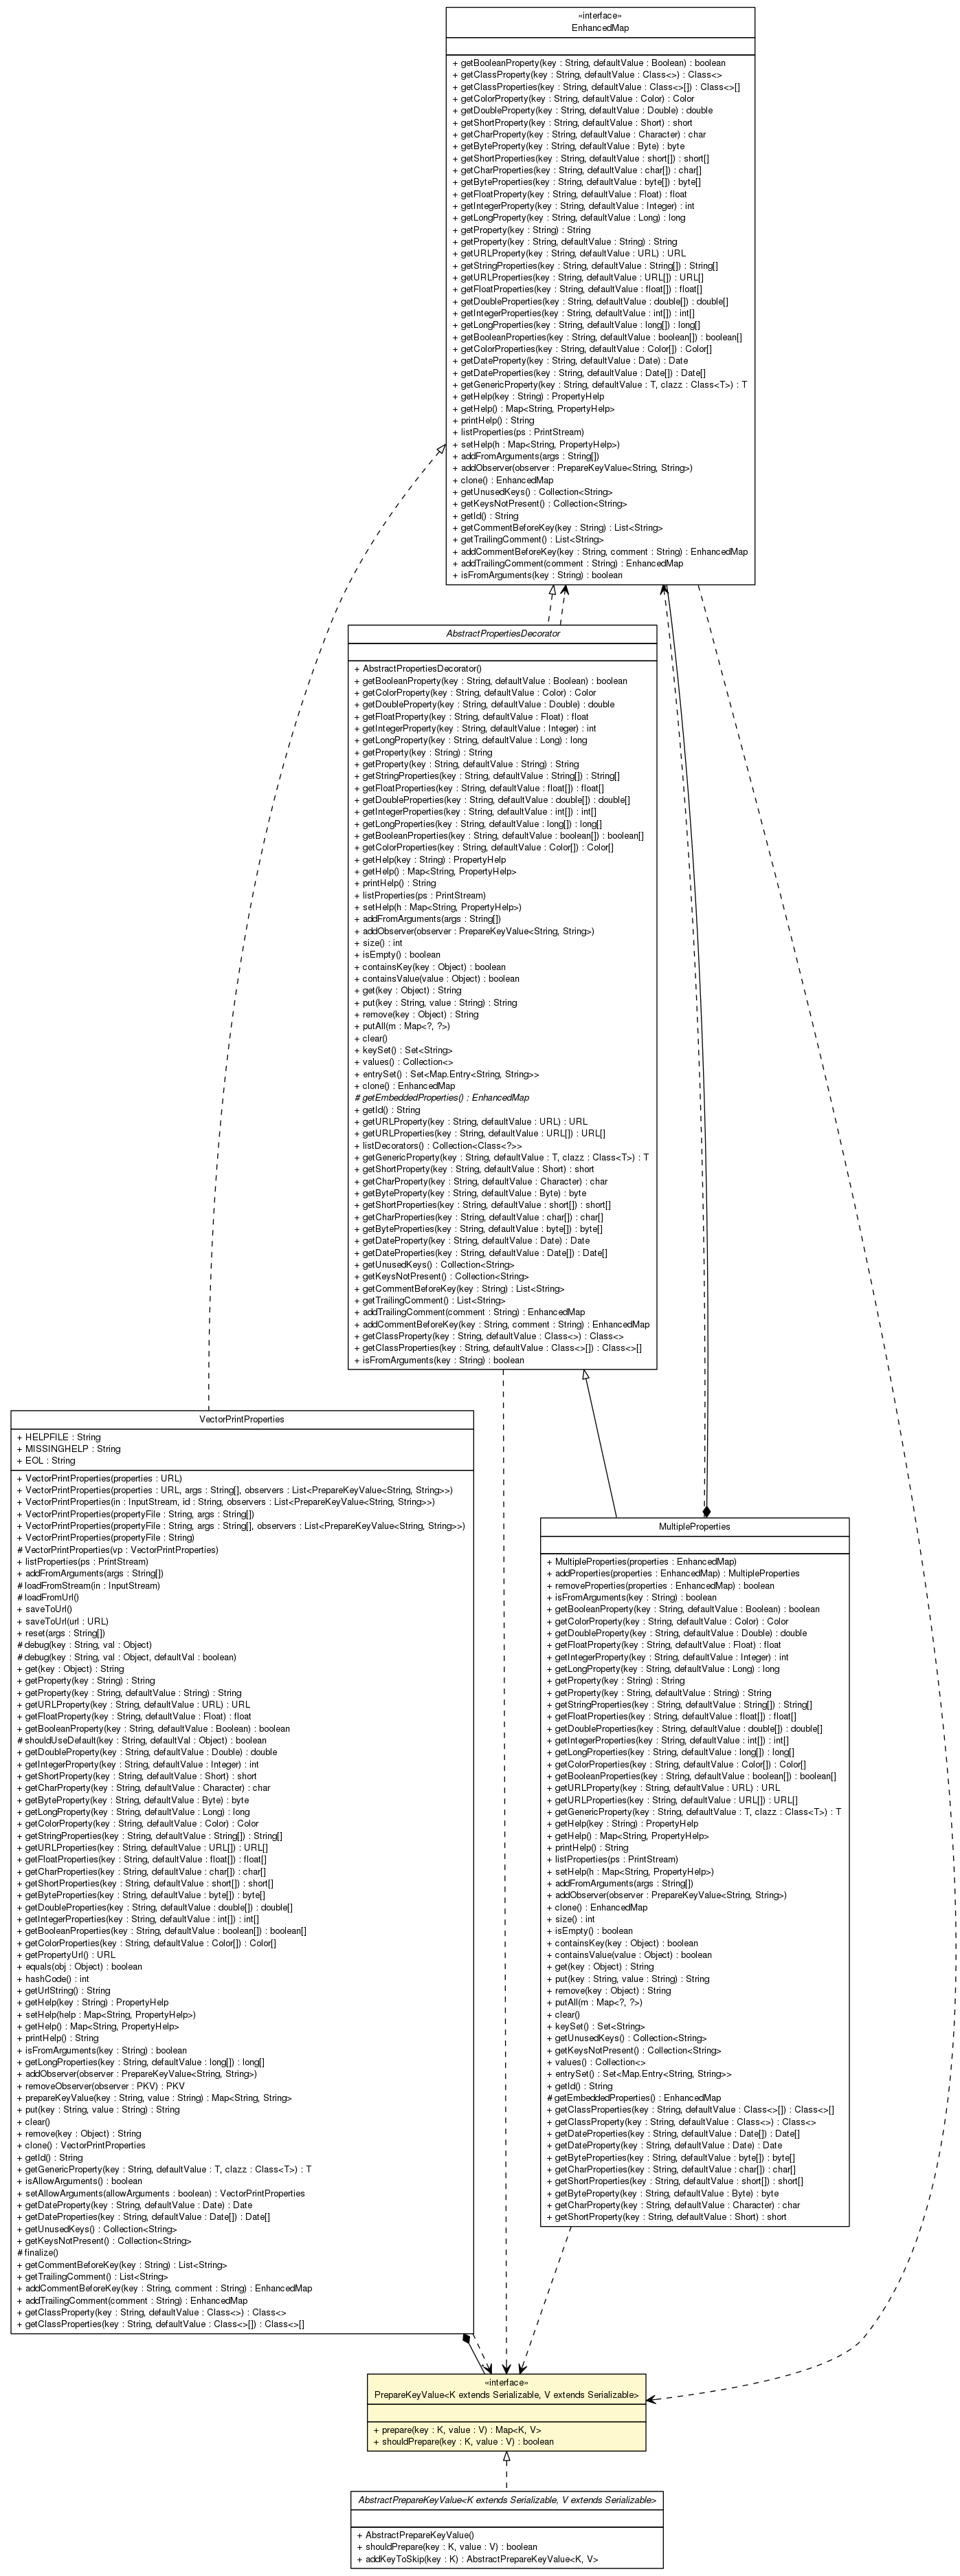 «interface»
EnhancedMap
+ getBooleanProperty(key : String, defaultValue : Boolean) : boolean
+ getClassProperty(key : String, defaultValue : Class<>) : Class<>
+ getClassProperties(key : String, defaultValue : Class<>[]) : Class<>[]
+ getColorProperty(key : String, defaultValue : Color) : Color
+ getDoubleProperty(key : String, defaultValue : Double) : double
+ getShortProperty(key : String, defaultValue : Short) : short
+ getCharProperty(key : String, defaultValue : Character) : char
+ getByteProperty(key : String, defaultValue : Byte) : byte
+ getShortProperties(key : String, defaultValue : short[]) : short[]
+ getCharProperties(key : String, defaultValue : char[]) : char[]
+ getByteProperties(key : String, defaultValue : byte[]) : byte[]
+ getFloatProperty(key : String, defaultValue : Float) : float
+ getIntegerProperty(key : String, defaultValue : Integer) : int
+ getLongProperty(key : String, defaultValue : Long) : long
+ getProperty(key : String) : String
+ getProperty(key : String, defaultValue : String) : String
+ getURLProperty(key : String, defaultValue : URL) : URL
+ getStringProperties(key : String, defaultValue : String[]) : String[]
+ getURLProperties(key : String, defaultValue : URL[]) : URL[]
+ getFloatProperties(key : String, defaultValue : float[]) : float[]
+ getDoubleProperties(key : String, defaultValue : double[]) : double[]
+ getIntegerProperties(key : String, defaultValue : int[]) : int[]
+ getLongProperties(key : String, defaultValue : long[]) : long[]
+ getBooleanProperties(key : String, defaultValue : boolean[]) : boolean[]
+ getColorProperties(key : String, defaultValue : Color[]) : Color[]
+ getDateProperty(key : String, defaultValue : Date) : Date
+ getDateProperties(key : String, defaultValue : Date[]) : Date[]
+ getGenericProperty(key : String, defaultValue : T, clazz : Class<T>) : T
+ getHelp(key : String) : PropertyHelp
+ getHelp() : Map<String, PropertyHelp>
+ printHelp() : String
+ listProperties(ps : PrintStream)
+ setHelp(h : Map<String, PropertyHelp>)
+ addFromArguments(args : String[])
+ addObserver(observer : PrepareKeyValue<String, String>)
+ clone() : EnhancedMap
+ getUnusedKeys() : Collection<String>
+ getKeysNotPresent() : Collection<String>
+ getId() : String
+ getCommentBeforeKey(key : String) : List<String>
+ getTrailingComment() : List<String>
+ addCommentBeforeKey(key : String, comment : String) : EnhancedMap
+ addTrailingComment(comment : String) : EnhancedMap
+ isFromArguments(key : String) : boolean
AbstractPropertiesDecorator
+ AbstractPropertiesDecorator()
+ getBooleanProperty(key : String, defaultValue : Boolean) : boolean
+ getColorProperty(key : String, defaultValue : Color) : Color
+ getDoubleProperty(key : String, defaultValue : Double) : double
+ getFloatProperty(key : String, defaultValue : Float) : float
+ getIntegerProperty(key : String, defaultValue : Integer) : int
+ getLongProperty(key : String, defaultValue : Long) : long
+ getProperty(key : String) : String
+ getProperty(key : String, defaultValue : String) : String
+ getStringProperties(key : String, defaultValue : String[]) : String[]
+ getFloatProperties(key : String, defaultValue : float[]) : float[]
+ getDoubleProperties(key : String, defaultValue : double[]) : double[]
+ getIntegerProperties(key : String, defaultValue : int[]) : int[]
+ getLongProperties(key : String, defaultValue : long[]) : long[]
+ getBooleanProperties(key : String, defaultValue : boolean[]) : boolean[]
+ getColorProperties(key : String, defaultValue : Color[]) : Color[]
+ getHelp(key : String) : PropertyHelp
+ getHelp() : Map<String, PropertyHelp>
+ printHelp() : String
+ listProperties(ps : PrintStream)
+ setHelp(h : Map<String, PropertyHelp>)
+ addFromArguments(args : String[])
+ addObserver(observer : PrepareKeyValue<String, String>)
+ size() : int
+ isEmpty() : boolean
+ containsKey(key : Object) : boolean
+ containsValue(value : Object) : boolean
+ get(key : Object) : String
+ put(key : String, value : String) : String
+ remove(key : Object) : String
+ putAll(m : Map<?, ?>)
+ clear()
+ keySet() : Set<String>
+ values() : Collection<>
+ entrySet() : Set<Map.Entry<String, String>>
+ clone() : EnhancedMap
# getEmbeddedProperties() : EnhancedMap
+ getId() : String
+ getURLProperty(key : String, defaultValue : URL) : URL
+ getURLProperties(key : String, defaultValue : URL[]) : URL[]
+ listDecorators() : Collection<Class<?>>
+ getGenericProperty(key : String, defaultValue : T, clazz : Class<T>) : T
+ getShortProperty(key : String, defaultValue : Short) : short
+ getCharProperty(key : String, defaultValue : Character) : char
+ getByteProperty(key : String, defaultValue : Byte) : byte
+ getShortProperties(key : String, defaultValue : short[]) : short[]
+ getCharProperties(key : String, defaultValue : char[]) : char[]
+ getByteProperties(key : String, defaultValue : byte[]) : byte[]
+ getDateProperty(key : String, defaultValue : Date) : Date
+ getDateProperties(key : String, defaultValue : Date[]) : Date[]
+ getUnusedKeys() : Collection<String>
+ getKeysNotPresent() : Collection<String>
+ getCommentBeforeKey(key : String) : List<String>
+ getTrailingComment() : List<String>
+ addTrailingComment(comment : String) : EnhancedMap
+ addCommentBeforeKey(key : String, comment : String) : EnhancedMap
+ getClassProperty(key : String, defaultValue : Class<>) : Class<>
+ getClassProperties(key : String, defaultValue : Class<>[]) : Class<>[]
+ isFromArguments(key : String) : boolean
VectorPrintProperties
+ HELPFILE : String
+ MISSINGHELP : String
+ EOL : String
+ VectorPrintProperties(properties : URL)
+ VectorPrintProperties(properties : URL, args : String[], observers : List<PrepareKeyValue<String, String>>)
+ VectorPrintProperties(in : InputStream, id : String, observers : List<PrepareKeyValue<String, String>>)
+ VectorPrintProperties(propertyFile : String, args : String[])
+ VectorPrintProperties(propertyFile : String, args : String[], observers : List<PrepareKeyValue<String, String>>)
+ VectorPrintProperties(propertyFile : String)
# VectorPrintProperties(vp : VectorPrintProperties)
+ listProperties(ps : PrintStream)
+ addFromArguments(args : String[])
# loadFromStream(in : InputStream)
# loadFromUrl()
+ saveToUrl()
+ saveToUrl(url : URL)
+ reset(args : String[])
# debug(key : String, val : Object)
# debug(key : String, val : Object, defaultVal : boolean)
+ get(key : Object) : String
+ getProperty(key : String) : String
+ getProperty(key : String, defaultValue : String) : String
+ getURLProperty(key : String, defaultValue : URL) : URL
+ getFloatProperty(key : String, defaultValue : Float) : float
+ getBooleanProperty(key : String, defaultValue : Boolean) : boolean
# shouldUseDefault(key : String, defaultVal : Object) : boolean
+ getDoubleProperty(key : String, defaultValue : Double) : double
+ getIntegerProperty(key : String, defaultValue : Integer) : int
+ getShortProperty(key : String, defaultValue : Short) : short
+ getCharProperty(key : String, defaultValue : Character) : char
+ getByteProperty(key : String, defaultValue : Byte) : byte
+ getLongProperty(key : String, defaultValue : Long) : long
+ getColorProperty(key : String, defaultValue : Color) : Color
+ getStringProperties(key : String, defaultValue : String[]) : String[]
+ getURLProperties(key : String, defaultValue : URL[]) : URL[]
+ getFloatProperties(key : String, defaultValue : float[]) : float[]
+ getCharProperties(key : String, defaultValue : char[]) : char[]
+ getShortProperties(key : String, defaultValue : short[]) : short[]
+ getByteProperties(key : String, defaultValue : byte[]) : byte[]
+ getDoubleProperties(key : String, defaultValue : double[]) : double[]
+ getIntegerProperties(key : String, defaultValue : int[]) : int[]
+ getBooleanProperties(key : String, defaultValue : boolean[]) : boolean[]
+ getColorProperties(key : String, defaultValue : Color[]) : Color[]
+ getPropertyUrl() : URL
+ equals(obj : Object) : boolean
+ hashCode() : int
+ getUrlString() : String
+ getHelp(key : String) : PropertyHelp
+ setHelp(help : Map<String, PropertyHelp>)
+ getHelp() : Map<String, PropertyHelp>
+ printHelp() : String
+ isFromArguments(key : String) : boolean
+ getLongProperties(key : String, defaultValue : long[]) : long[]
+ addObserver(observer : PrepareKeyValue<String, String>)
+ removeObserver(observer : PKV) : PKV
+ prepareKeyValue(key : String, value : String) : Map<String, String>
+ put(key : String, value : String) : String
+ clear()
+ remove(key : Object) : String
+ clone() : VectorPrintProperties
+ getId() : String
+ getGenericProperty(key : String, defaultValue : T, clazz : Class<T>) : T
+ isAllowArguments() : boolean
+ setAllowArguments(allowArguments : boolean) : VectorPrintProperties
+ getDateProperty(key : String, defaultValue : Date) : Date
+ getDateProperties(key : String, defaultValue : Date[]) : Date[]
+ getUnusedKeys() : Collection<String>
+ getKeysNotPresent() : Collection<String>
# finalize()
+ getCommentBeforeKey(key : String) : List<String>
+ getTrailingComment() : List<String>
+ addCommentBeforeKey(key : String, comment : String) : EnhancedMap
+ addTrailingComment(comment : String) : EnhancedMap
+ getClassProperty(key : String, defaultValue : Class<>) : Class<>
+ getClassProperties(key : String, defaultValue : Class<>[]) : Class<>[]
MultipleProperties
+ MultipleProperties(properties : EnhancedMap)
+ addProperties(properties : EnhancedMap) : MultipleProperties
+ removeProperties(properties : EnhancedMap) : boolean
+ isFromArguments(key : String) : boolean
+ getBooleanProperty(key : String, defaultValue : Boolean) : boolean
+ getColorProperty(key : String, defaultValue : Color) : Color
+ getDoubleProperty(key : String, defaultValue : Double) : double
+ getFloatProperty(key : String, defaultValue : Float) : float
+ getIntegerProperty(key : String, defaultValue : Integer) : int
+ getLongProperty(key : String, defaultValue : Long) : long
+ getProperty(key : String) : String
+ getProperty(key : String, defaultValue : String) : String
+ getStringProperties(key : String, defaultValue : String[]) : String[]
+ getFloatProperties(key : String, defaultValue : float[]) : float[]
+ getDoubleProperties(key : String, defaultValue : double[]) : double[]
+ getIntegerProperties(key : String, defaultValue : int[]) : int[]
+ getLongProperties(key : String, defaultValue : long[]) : long[]
+ getColorProperties(key : String, defaultValue : Color[]) : Color[]
+ getBooleanProperties(key : String, defaultValue : boolean[]) : boolean[]
+ getURLProperty(key : String, defaultValue : URL) : URL
+ getURLProperties(key : String, defaultValue : URL[]) : URL[]
+ getGenericProperty(key : String, defaultValue : T, clazz : Class<T>) : T
+ getHelp(key : String) : PropertyHelp
+ getHelp() : Map<String, PropertyHelp>
+ printHelp() : String
+ listProperties(ps : PrintStream)
+ setHelp(h : Map<String, PropertyHelp>)
+ addFromArguments(args : String[])
+ addObserver(observer : PrepareKeyValue<String, String>)
+ clone() : EnhancedMap
+ size() : int
+ isEmpty() : boolean
+ containsKey(key : Object) : boolean
+ containsValue(value : Object) : boolean
+ get(key : Object) : String
+ put(key : String, value : String) : String
+ remove(key : Object) : String
+ putAll(m : Map<?, ?>)
+ clear()
+ keySet() : Set<String>
+ getUnusedKeys() : Collection<String>
+ getKeysNotPresent() : Collection<String>
+ values() : Collection<>
+ entrySet() : Set<Map.Entry<String, String>>
+ getId() : String
# getEmbeddedProperties() : EnhancedMap
+ getClassProperties(key : String, defaultValue : Class<>[]) : Class<>[]
+ getClassProperty(key : String, defaultValue : Class<>) : Class<>
+ getDateProperties(key : String, defaultValue : Date[]) : Date[]
+ getDateProperty(key : String, defaultValue : Date) : Date
+ getByteProperties(key : String, defaultValue : byte[]) : byte[]
+ getCharProperties(key : String, defaultValue : char[]) : char[]
+ getShortProperties(key : String, defaultValue : short[]) : short[]
+ getByteProperty(key : String, defaultValue : Byte) : byte
+ getCharProperty(key : String, defaultValue : Character) : char
+ getShortProperty(key : String, defaultValue : Short) : short
«interface»
PrepareKeyValue<K extends Serializable, V extends Serializable>
+ prepare(key : K, value : V) : Map<K, V>
+ shouldPrepare(key : K, value : V) : boolean
AbstractPrepareKeyValue<K extends Serializable, V extends Serializable>
+ AbstractPrepareKeyValue()
+ shouldPrepare(key : K, value : V) : boolean
+ addKeyToSkip(key : K) : AbstractPrepareKeyValue<K, V>